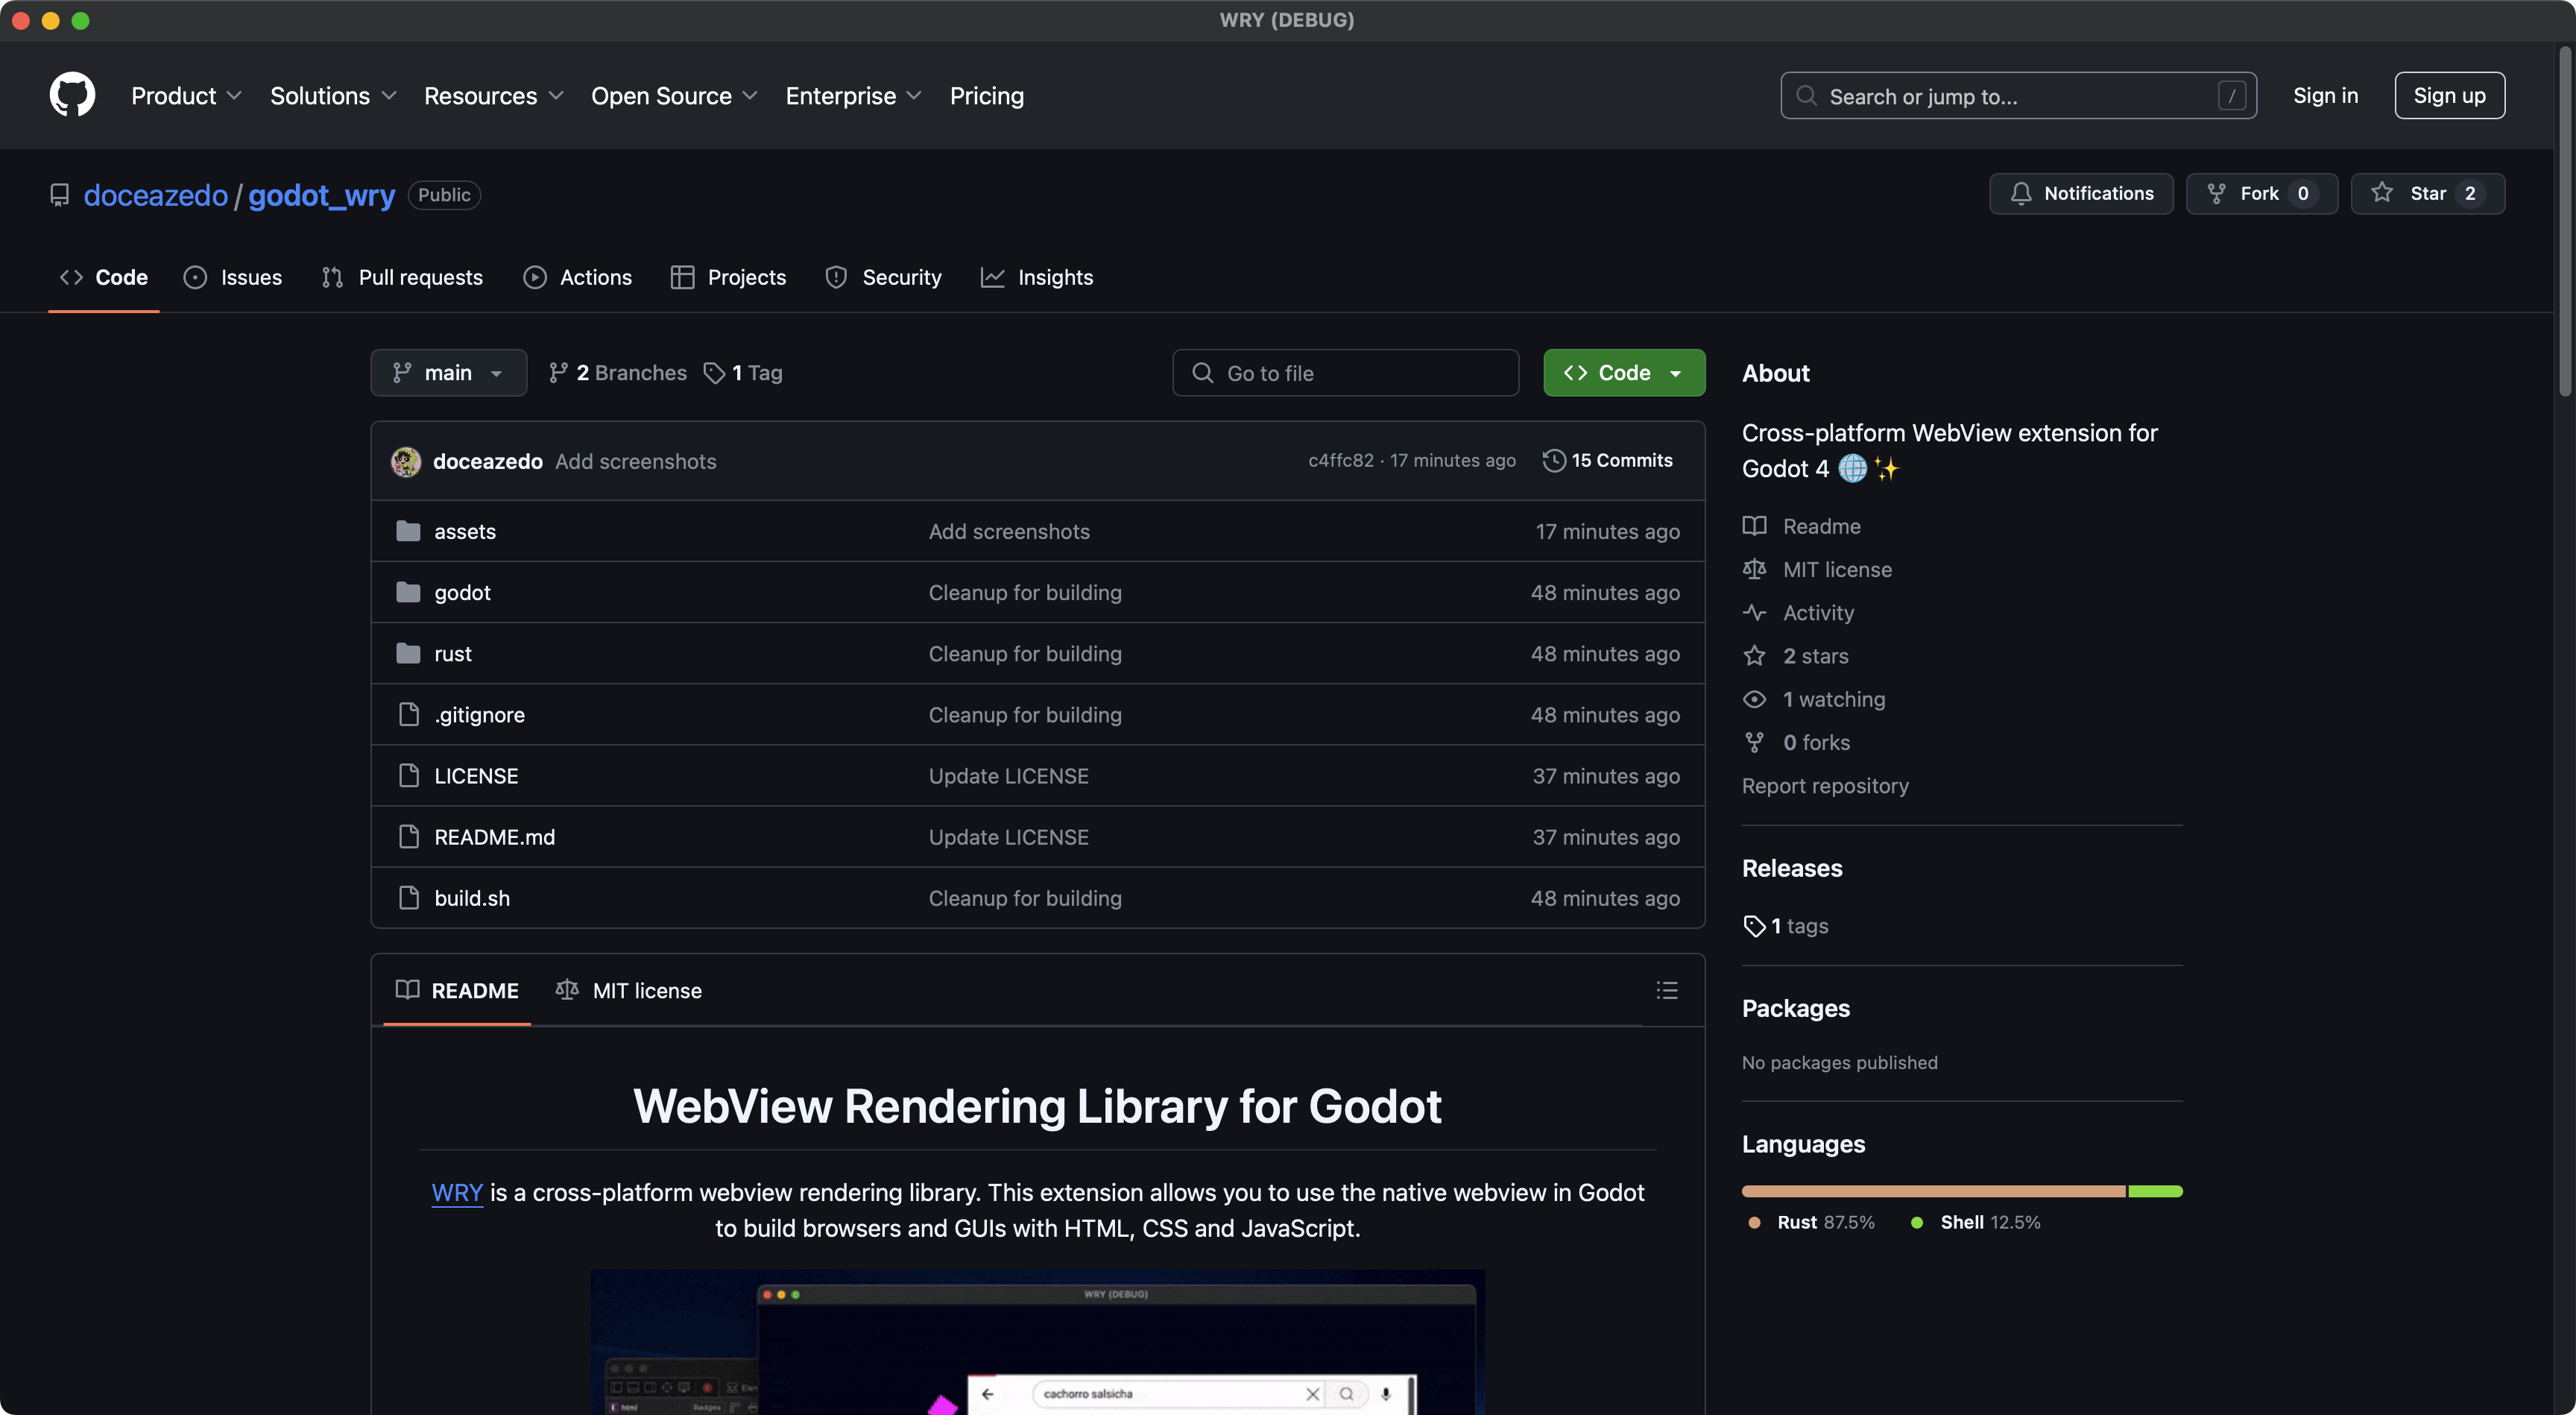 WRY (DEBUG)
Product Solutions Resources Open Source Enterprise Pricing
Search or jump to... /
Sign in
Sign up
doceazedo / godot_wry Public
Notifications
Fork 0
Star 2
Code Issues Pull requests Actions Projects Security Insights
main 2 Branches 1 Tag
Go to file
Code
doceazedo Add screenshots c4ffc82 · 17 minutes ago 15 Commits
assets Add screenshots 17 minutes ago
godot Cleanup for building 48 minutes ago
rust Cleanup for building 48 minutes ago
.gitignore Cleanup for building 48 minutes ago
LICENSE Update LICENSE 37 minutes ago
README.md Update LICENSE 37 minutes ago
build.sh Cleanup for building 48 minutes ago
README MIT license
WebView Rendering Library for Godot
WRY is a cross-platform webview rendering library. This extension allows you to use the native webview in Godot
to build browsers and GUIs with HTML, CSS and JavaScript.
WRY (DEBUG)
cachorro salsicha
html
Badges
About
Cross-platform WebView extension for
Godot 4 🌐 ✨
Readme
MIT license
Activity
2 stars
1 watching
0 forks
Report repository
Releases
1 tags
Packages
No packages published
Languages
Rust 87.5% Shell 12.5%